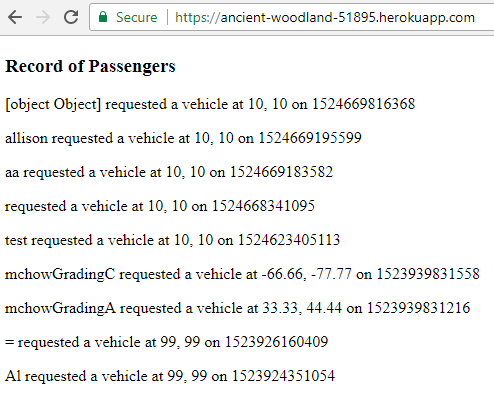 Secure https://ancient-woodland-51895.herokuapp.com
Record of Passengers
[object Object] requested a vehicle at 10, 10 on 1524669816368
allison requested a vehicle at 10, 10 on 1524669195599
aa requested a vehicle at 10, 10 on 1524669183582
requested a vehicle at 10, 10 on 1524668341095
test requested a vehicle at 10, 10 on 1524623405113
mchowGradingC requested a vehicle at -66.66, -77.77 on 1523939831558
mchowGradingA requested a vehicle at 33.33, 44.44 on 1523939831216
= requested a vehicle at 99, 99 on 1523926160409
Al requested a vehicle at 99, 99 on 1523924351054